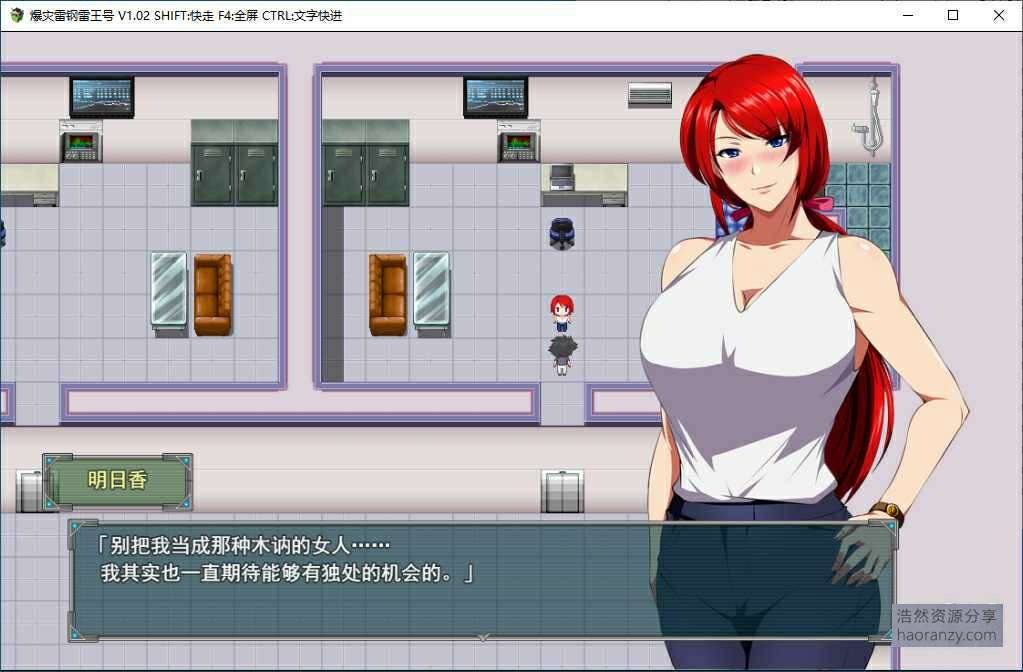 爆灾雷钢雷王号 V1.02 SHIFT:快走 F4:全屏 CTRL:文字快进
明日香
「别把我当成那种木讷的女人……
我其实也一直期待能够有独处的机会的。」
浩然资源分享
haoranzy.com